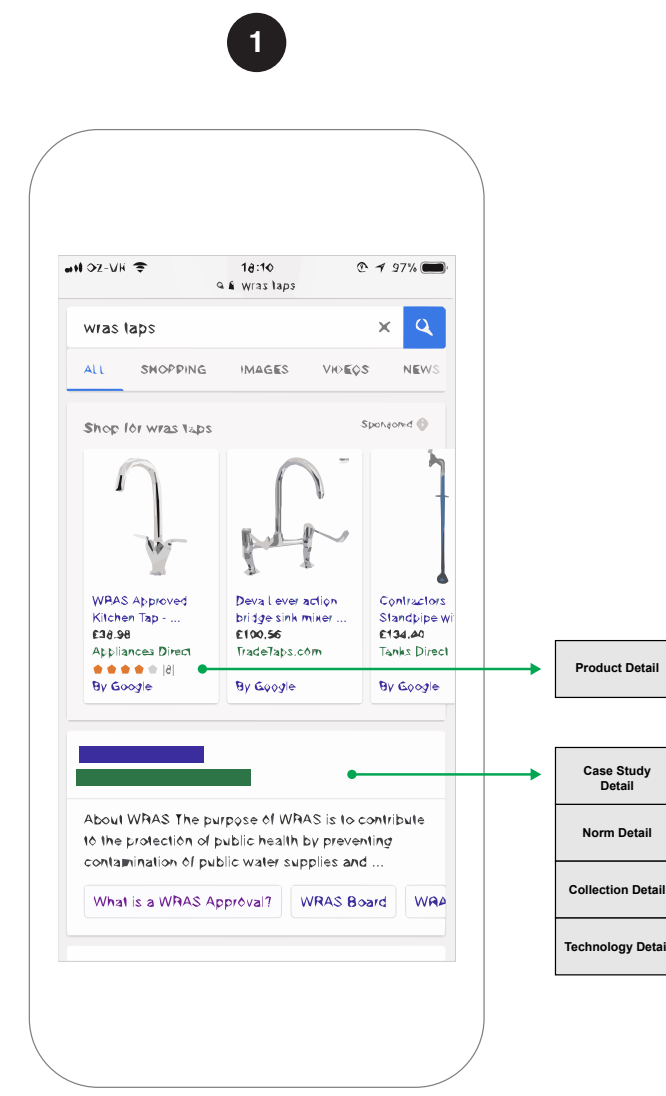 1
18:10
97%
wras taps
wras taps
ALL SHOPPING IMAGES VIDEOS NEWS
Shop for wras taps
Sponsored
WRAS Approved
Kitchen Tap - ...
£38.98
Appliances Direct
(8)
By Google
Deva Lever action
bridge sink mixer ...
£100.56
TradeTaps.com
By Google
Contractors
Standpipe wi
£134.40
Tanks Direct
By Google
Product Detail
Case Study
Detail
Norm Detail
Collection Detail
Technology Detai
About WRAS The purpose of WRAS is to contribute
to the protection of public health by preventing
contamination of public water supplies and ...
What is a WRAS Approval? WRAS Board WRA